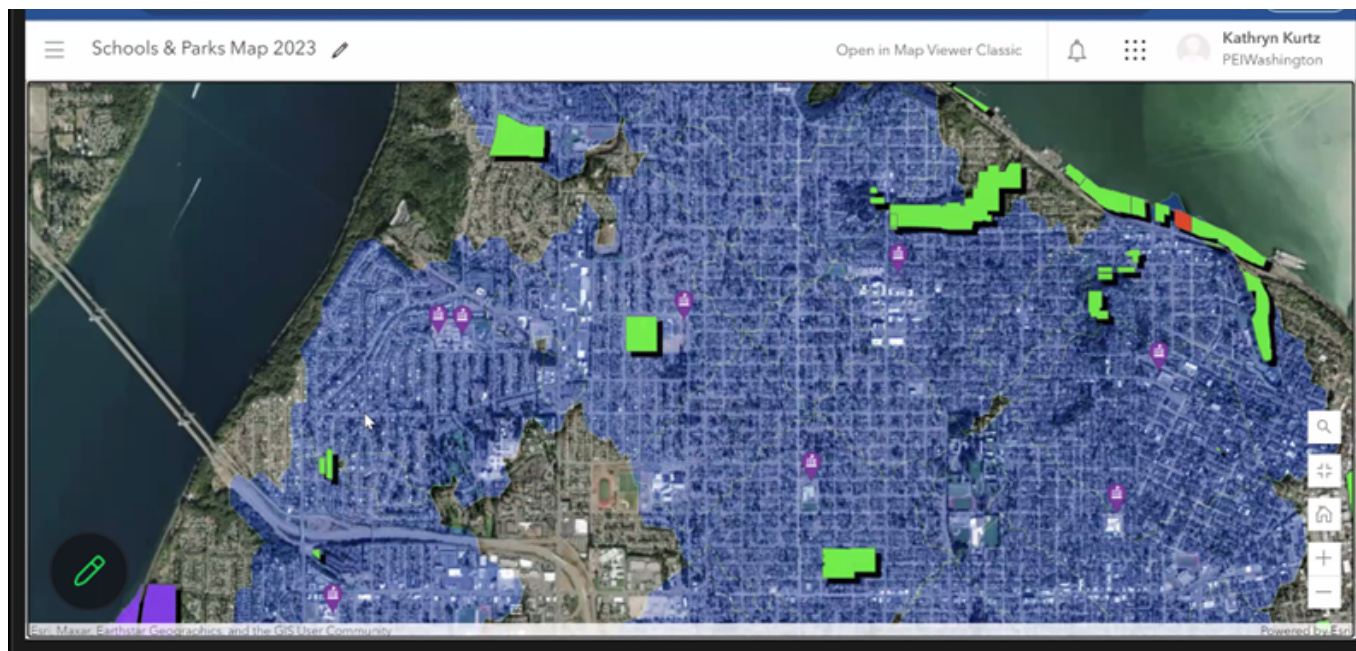 Schools & Parks Map 2023
Open in Map Viewer Classic
Kathryn Kurtz
PEIWashington
Esri, Maxar, Earthstar Geographics, and the GIS User Community
Powered by Esri